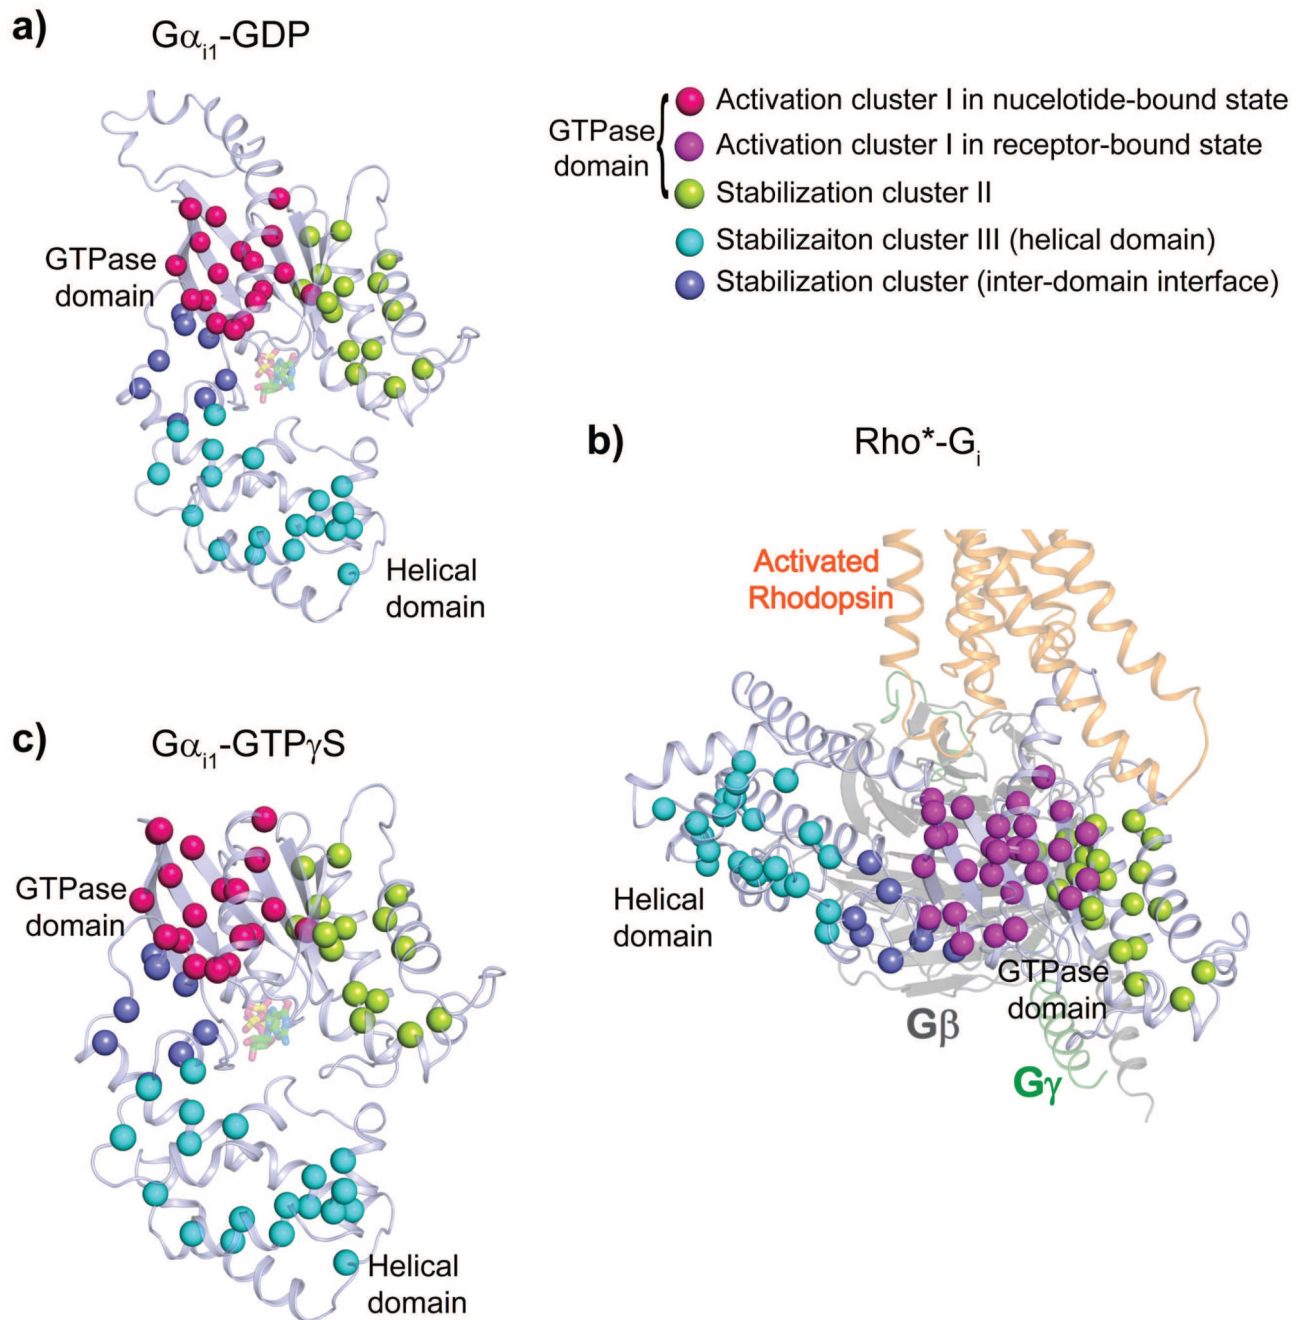 a)
Gαi1-GDP
GTPase
domain
Helical
domain
GTPase
domain
Activation cluster I in nucelotide-bound state
Activation cluster I in receptor-bound state
Stabilization cluster II
Stabilizaiton cluster III (helical domain)
Stabilization cluster (inter-domain interface)
b)
Rho*-Gi
Activated
Rhodopsin
Helical
domain
GTPase
domain
Gβ
Gγ
c)
Gαi1-GTPγS
GTPase
domain
Helical
domain